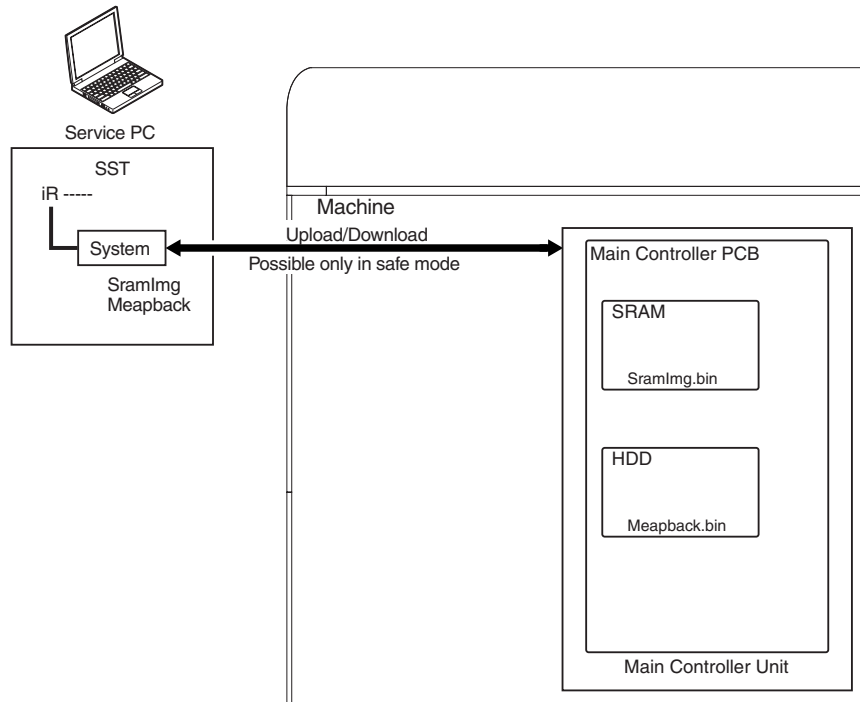 Service PC
SST
iR -----
System
SramImg
Meapback
Machine
Upload/Download
Possible only in safe mode
Main Controller PCB
SRAM
SramImg.bin
HDD
Meapback.bin
Main Controller Unit